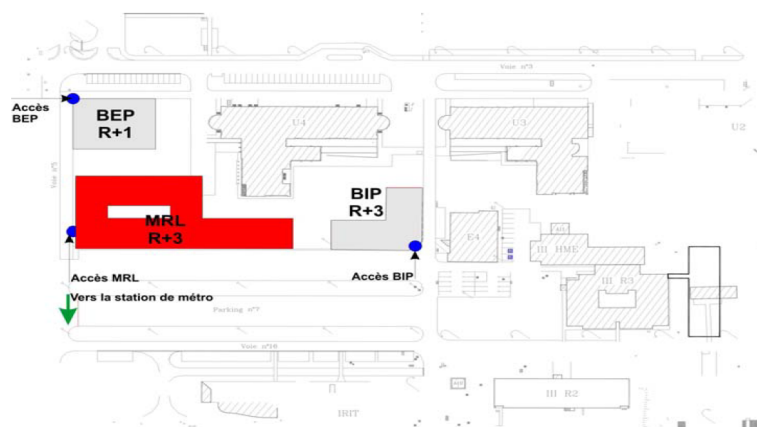 Voie n°3
Accès
BEP
BEP
R+1
U4
U3
U2
BIP
R+3
MRL
R+3
E4
III HME
III R3
Accès MRL
Accès BIP
Vers la station de métro
Parking n°7
Voie n°16
III R2
IRIT